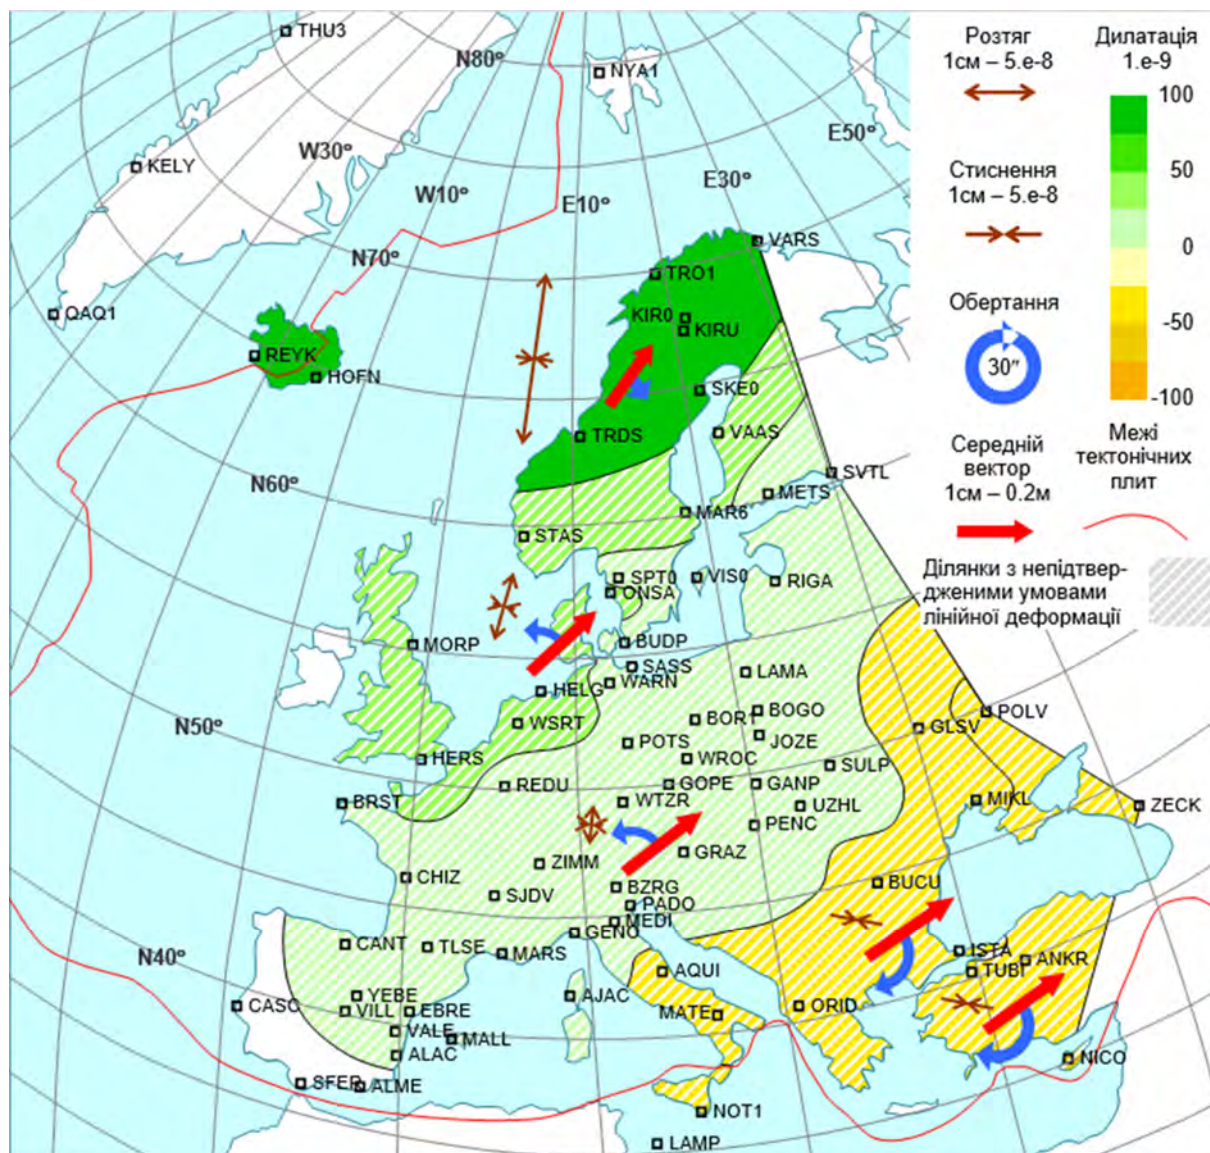 THU3
N80°
NYA1
KELY
W30°
E50°
W10°
E10°
E30°
N70°
VARS
TRO1
QAQ1
KIR0
KIRU
REYK
HOFN
SKE0
TRDS
VAAS
SVTL
N60°
METS
MAR6
STAS
SPT0
VIS0
RIGA
ONSA
MORP
BUDP
SASS
LAMA
WARN
HELG
N50°
WSRT
BOR1
BOGO
POLV
GLSV
POTS
JOZE
HERS
WROC
SULP
REDU
GOPE
GANP
BRST
WTZR
UZHL
MIKL
ZECK
PENC
GRAZ
ZIMM
CHIZ
SJDV
BZRG
BUCU
PADO
MEDI
GENO
CANT
TLSE
MARS
ISTA
N40°
AQUI
TUBI
ANKR
CASC
YEBE
VILL
EBRE
AJAC
MATE
ORID
VALE
MALL
ALAC
NICO
SFER
ALME
NOT1
LAMP
Розтяг
1см – 5.e-8
Стиснення
1см – 5.e-8
Обертання
30″
Середній
вектор
1см – 0.2м
Дилатація
1.e-9
100
50
0
-50
-100
Межі
тектонічних
плит
Ділянки з непідтвер-
дженими умовами
лінійної деформації